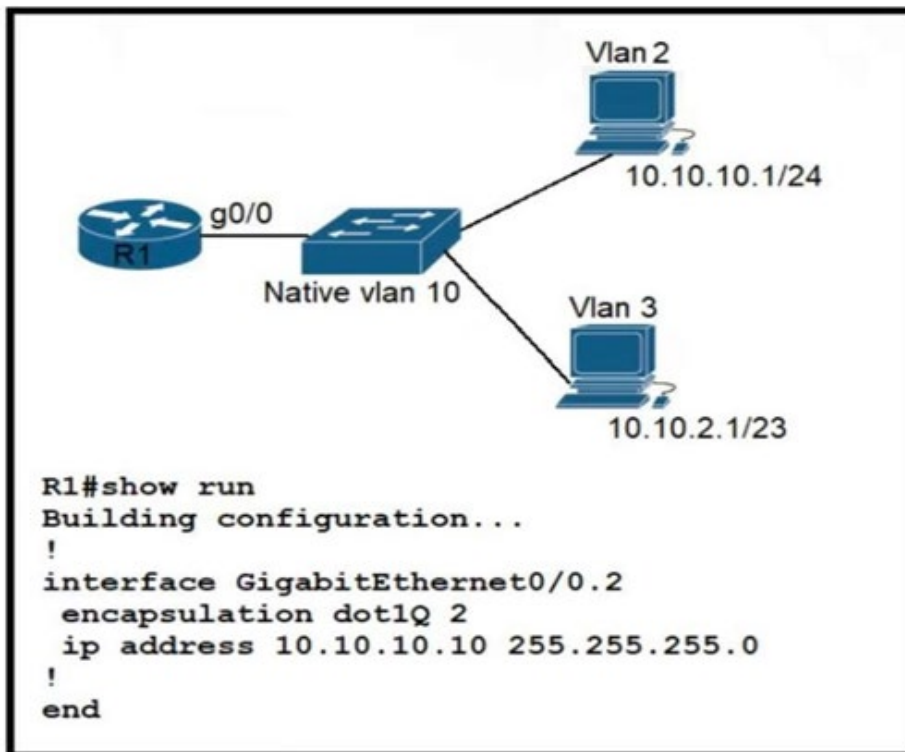 Vlan 2
10.10.10.1/24
g0/0
R1
Native vlan 10
Vlan 3
10.10.2.1/23
R1#show run
Building configuration...
!
interface GigabitEthernet0/0.2
encapsulation dot1Q 2
ip address 10.10.10.10 255.255.255.0
!
end